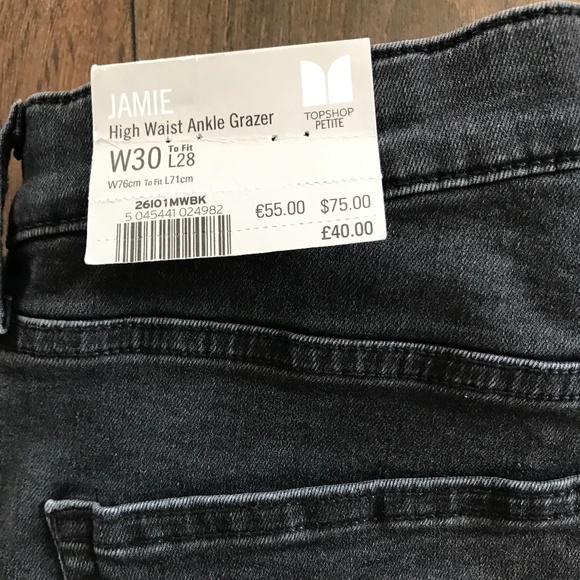 JAMIE
High Waist Ankle Grazer
TOPSHOP
PETITE
W30 To Fit L28
W76cm To Fit L71cm
26I01MWBK
5 045441 024982
€55.00 $75.00
£40.00